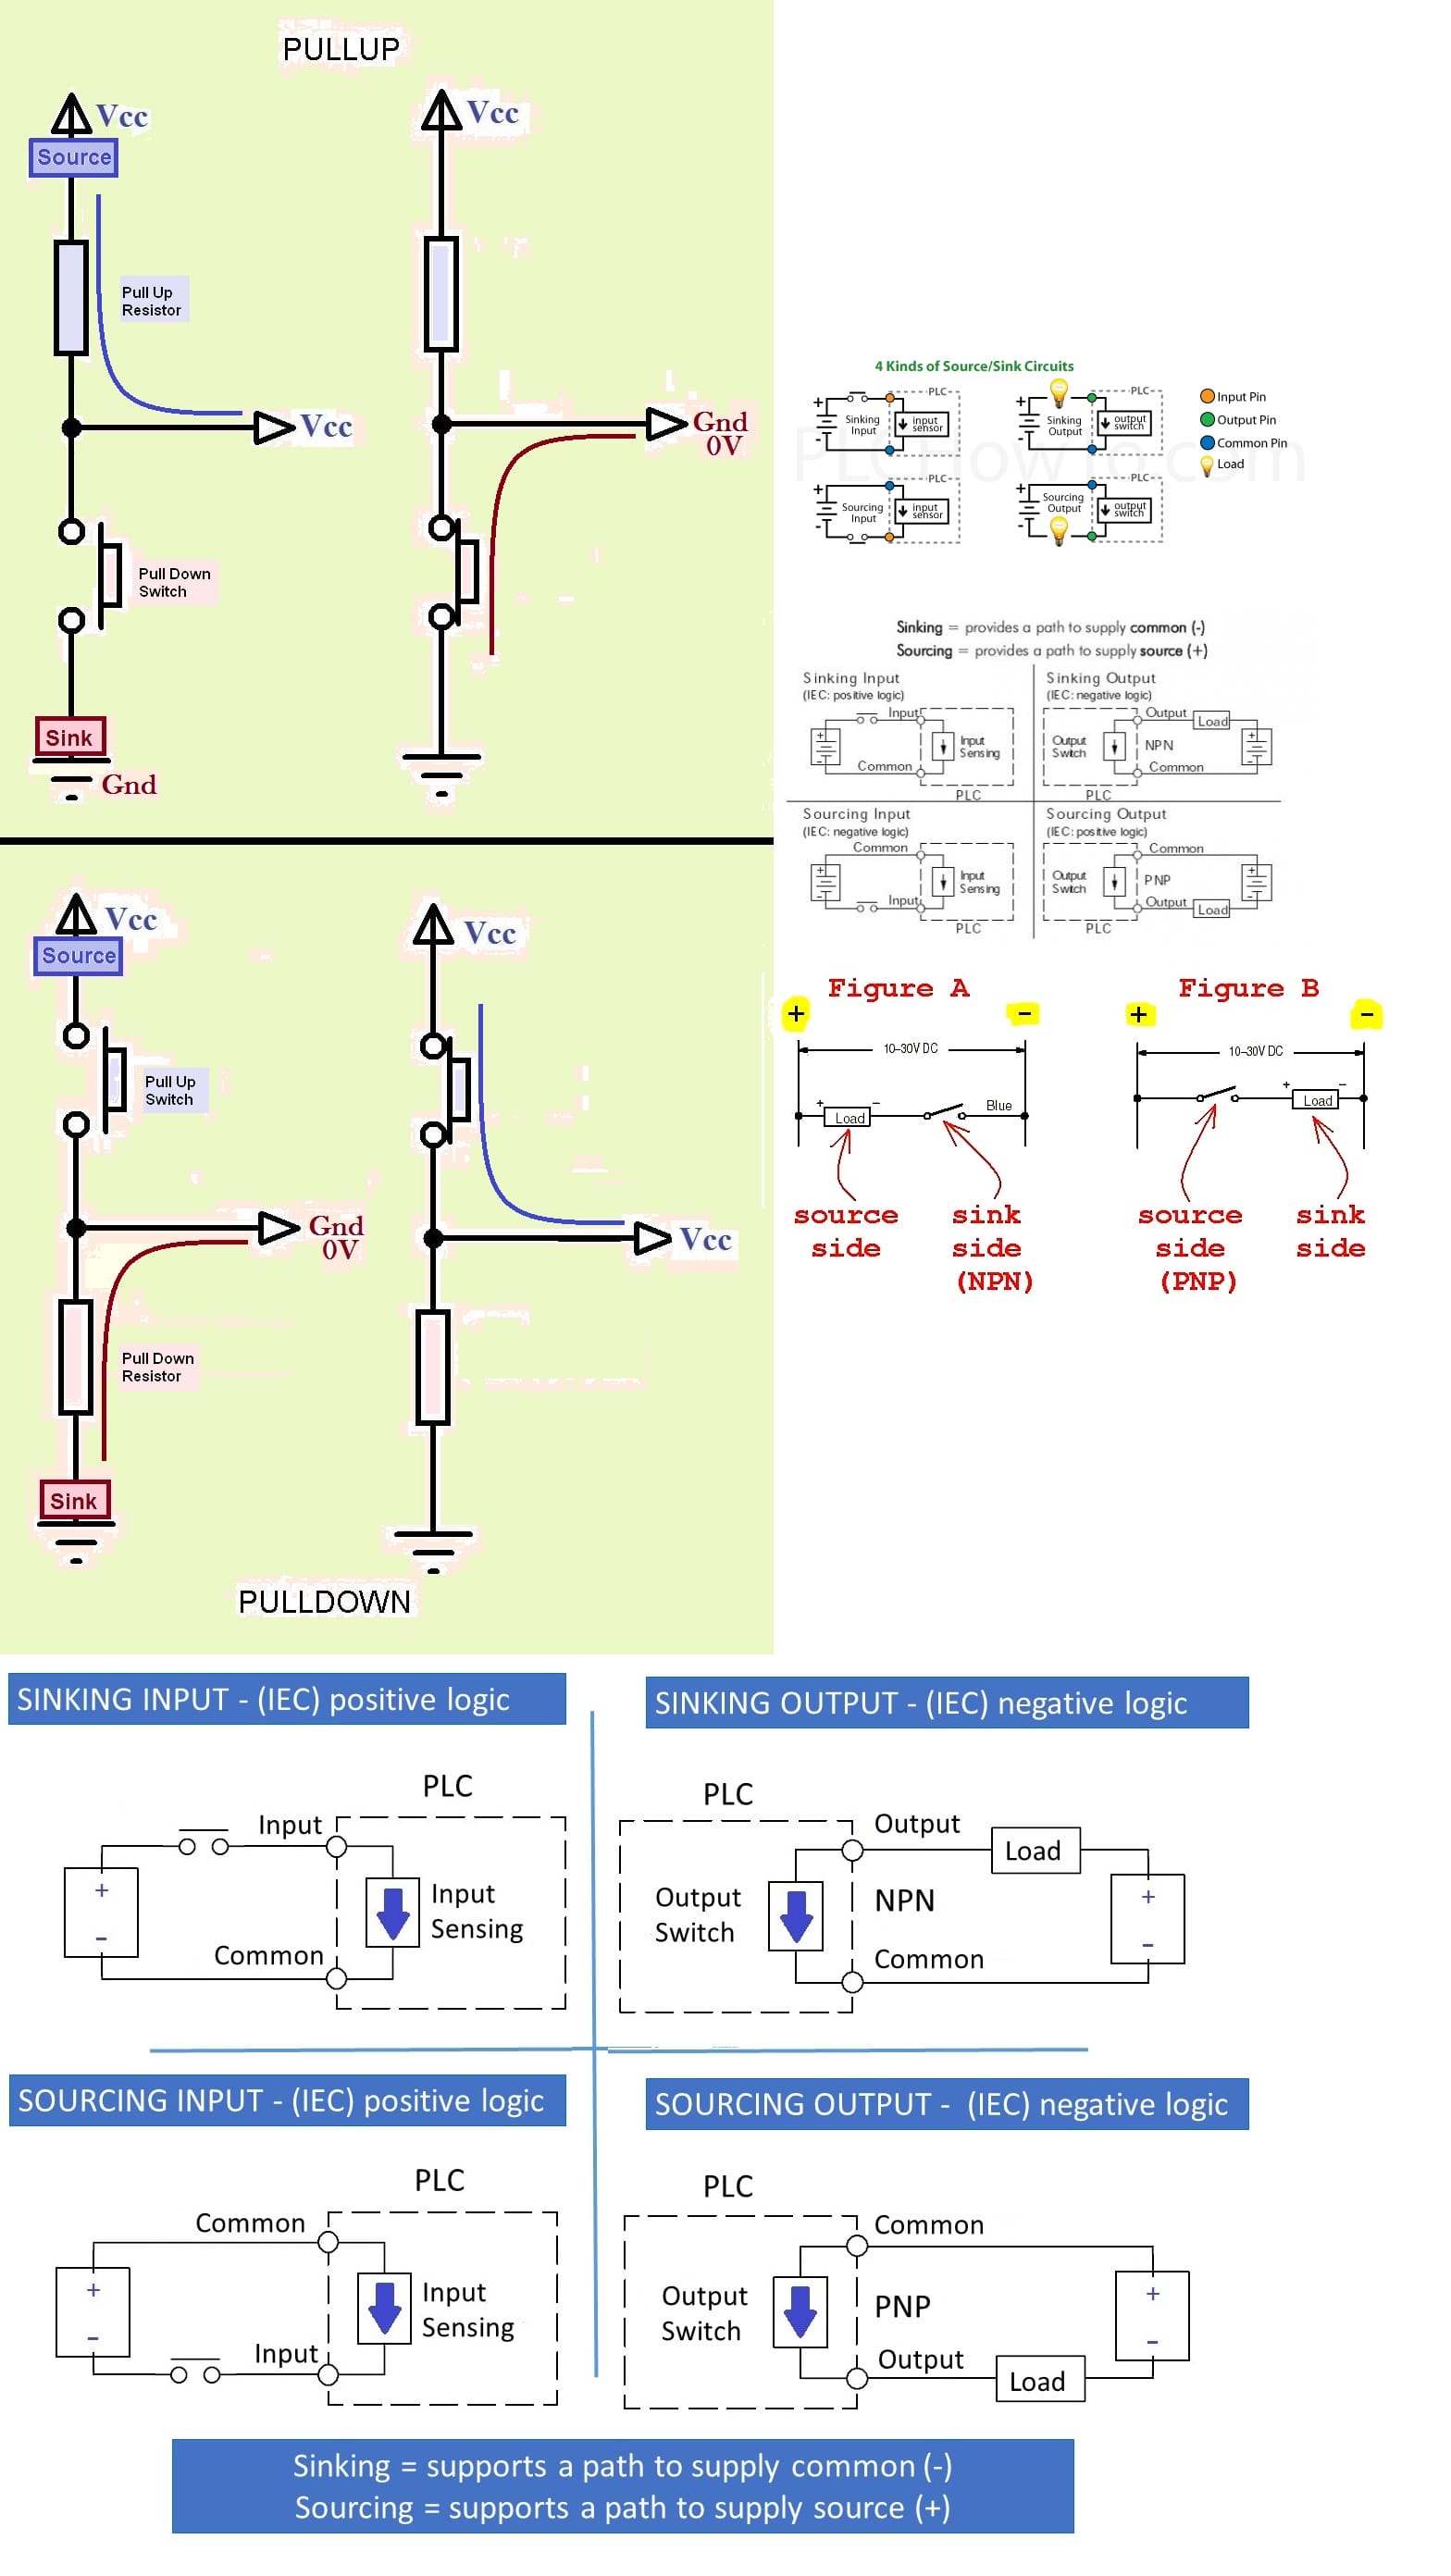 PULLUP
Vcc
Source
Pull Up
Resistor
Vcc
Pull Down
Switch
Sink
Gnd
Vcc
Gnd
0V
Vcc
Source
Pull Up
Switch
Gnd
0V
Pull Down
Resistor
Sink
Vcc
Vcc
PULLDOWN
4 Kinds of Source/Sink Circuits
PLCHowTo.com
+
-
Sinking
Input
PLC
input
sensor
+
-
Sinking
Output
PLC
output
switch
+
-
Sourcing
Input
PLC
input
sensor
+
-
Sourcing
Output
PLC
output
switch
Input Pin
Output Pin
Common Pin
Load
Sinking = provides a path to supply common (-)
Sourcing = provides a path to supply source (+)
Sinking Input
(IEC: positive logic)
Input
+
-
Input
Sensing
Common
PLC
Sinking Output
(IEC: negative logic)
Output
Load
Output
Switch
NPN
+
-
Common
PLC
Sourcing Input
(IEC: negative logic)
Common
+
-
Input
Sensing
Input
PLC
Sourcing Output
(IEC: positive logic)
Common
Output
Switch
PNP
+
-
Output
Load
PLC
Figure A
+ -
10–30V DC
+ -
Load
Blue
source
side
sink
side
(NPN)
Figure B
+ -
10–30V DC
+ -
Load
source
side
(PNP)
sink
side
SINKING INPUT - (IEC) positive logic
PLC
Input
+
-
Input
Sensing
Common
SINKING OUTPUT - (IEC) negative logic
PLC
Output
Load
Output
Switch
NPN
+
-
Common
SOURCING INPUT - (IEC) positive logic
PLC
Common
+
-
Input
Sensing
Input
SOURCING OUTPUT -  (IEC) negative logic
PLC
Common
Output
Switch
PNP
+
-
Output
Load
Sinking = supports a path to supply common (-)
Sourcing = supports a path to supply source (+)